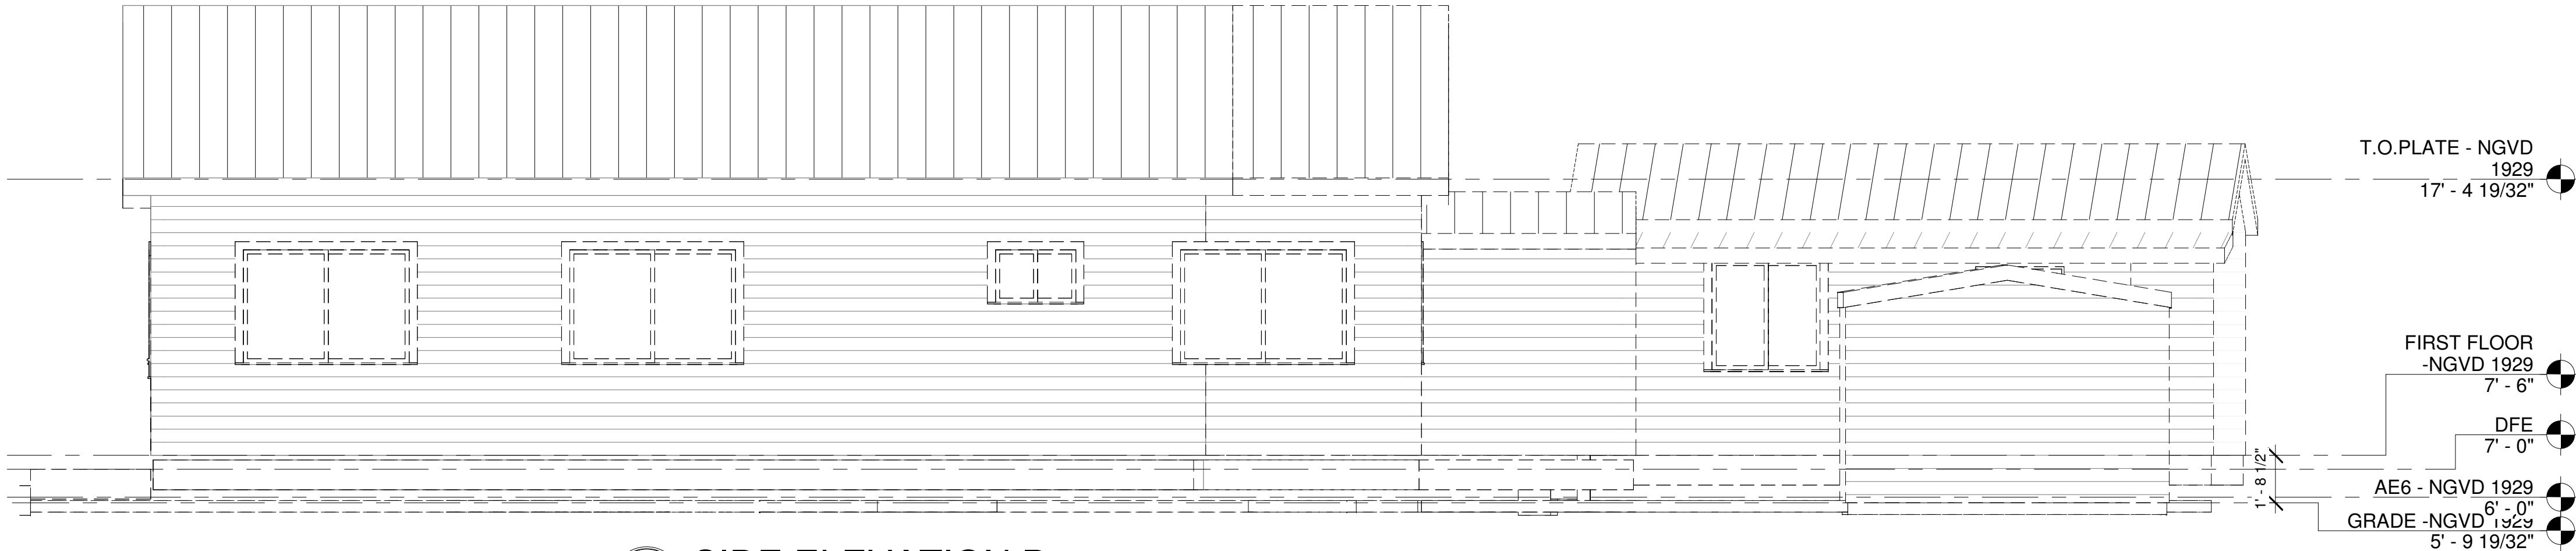 T.O.PLATE - NGVD
1929
17' - 4 19/32"
FIRST FLOOR
-NGVD 1929
7' - 6"
DFE
7' - 0"
1' - 8 1/2"
AE6 - NGVD 1929
6' - 0"
GRADE -NGVD 1929
5' - 9 19/32"